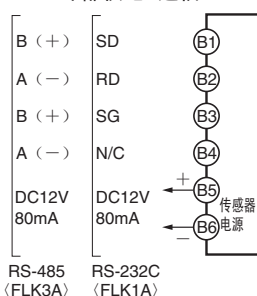 B（＋） SD B1
A（－） RD B2
B（＋） SG B3
A（－） N/C B4
DC12V DC12V ＋ B5
80mA 80mA － B6
传感器
电源
RS-485 RS-232C
〈FLK3A〉 〈FLK1A〉